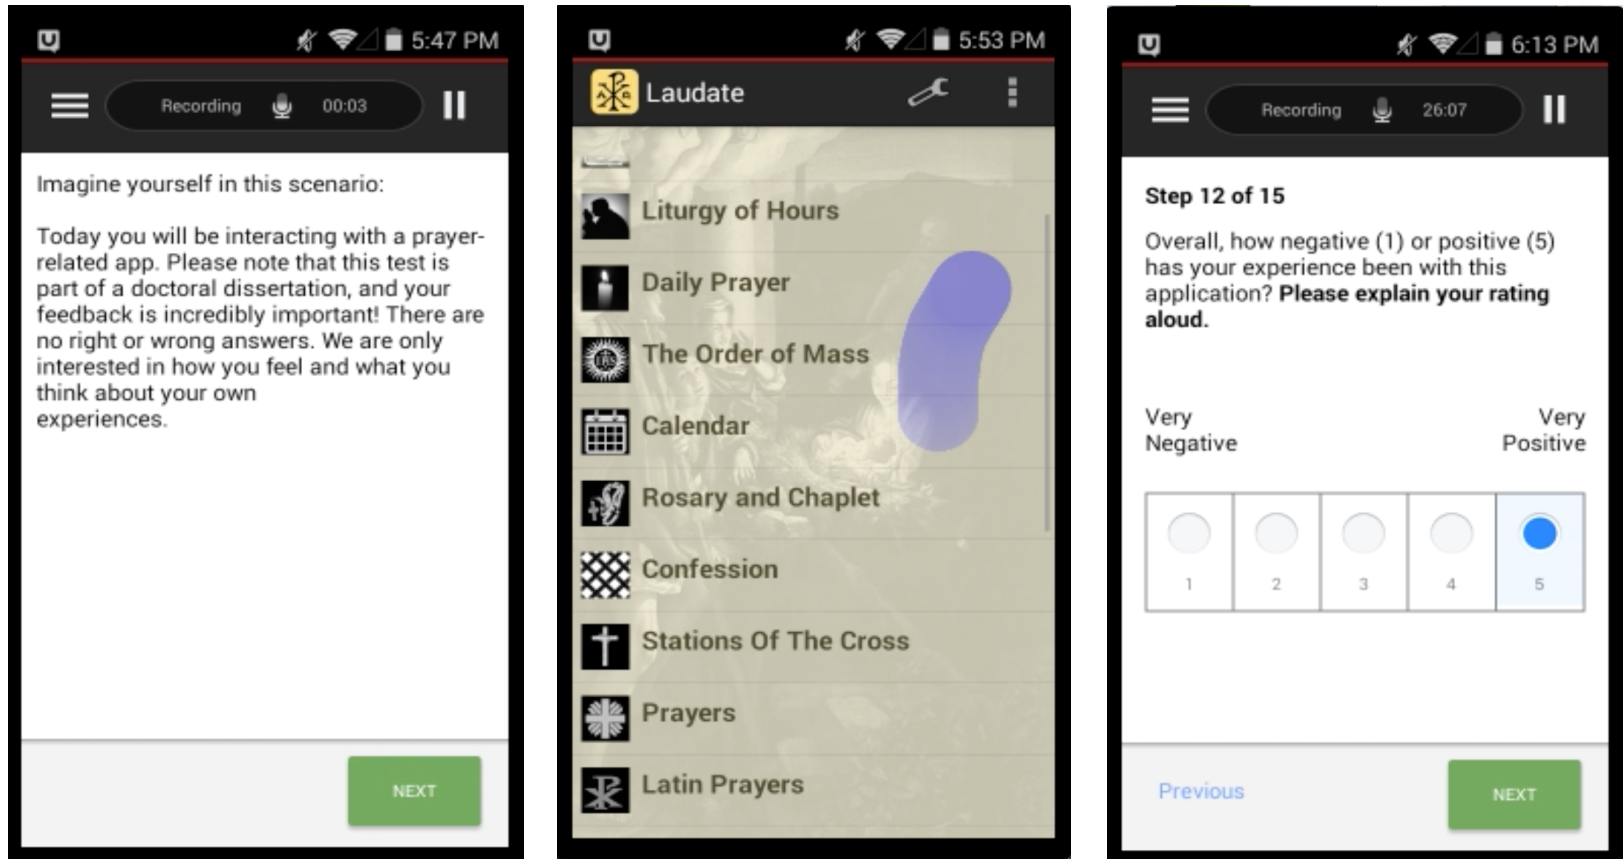 5:47 PM
Recording 00:03
Imagine yourself in this scenario:
Today you will be interacting with a prayer-
related app. Please note that this test is
part of a doctoral dissertation, and your
feedback is incredibly important! There are
no right or wrong answers. We are only
interested in how you feel and what you
think about your own
experiences.
NEXT
5:53 PM
Laudate
Liturgy of Hours
Daily Prayer
The Order of Mass
Calendar
Rosary and Chaplet
Confession
Stations Of The Cross
Prayers
Latin Prayers
6:13 PM
Recording 26:07
Step 12 of 15
Overall, how negative (1) or positive (5)
has your experience been with this
application? Please explain your rating
aloud.
Very Very
Negative Positive
1 2 3 4 5
Previous NEXT